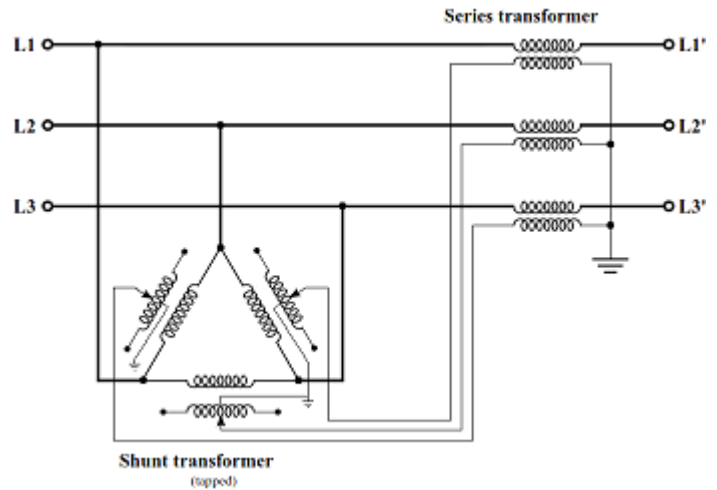 Series transformer
L1
L1'
L2
L2'
L3
L3'
Shunt transformer
(tapped)